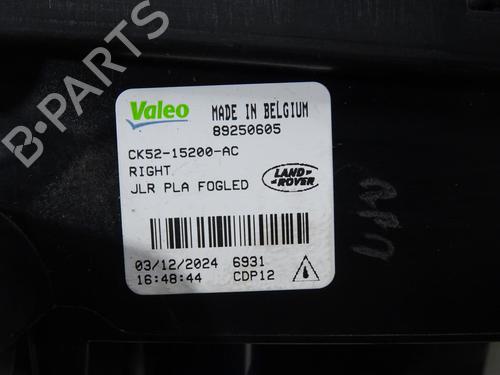 Valeo MADE IN BELGIUM
89250605
CK52-15200-AC
RIGHT
JLR PLA FOGLED
LAND
ROVER
03/12/2024 6931
16:48:44 CDP12
B-PARTS